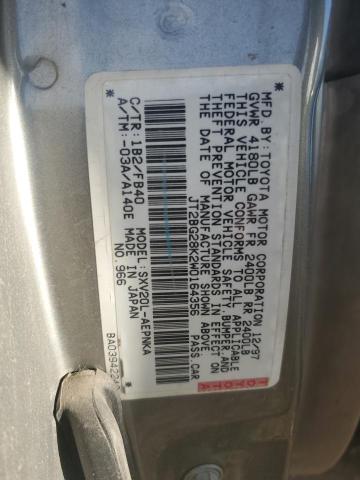 MFD. BY: TOYOTA MOTOR CORPORATION 12/97
GVWR 4180LB GAWR FR 2400LB RR 2400LB
THIS VEHICLE CONFORMS TO ALL APPLICABLE
FEDERAL MOTOR VEHICLE SAFETY, BUMPER, AND
THEFT PREVENTION STANDARDS IN EFFECT ON
THE DATE OF MANUFACTURE SHOWN ABOVE.
JT2BG28K2W0164356 PASS.CAR
C/TR: 1B2/FB40 MODEL: SXV20L-AEPNKA
A/TM: -03A/A140E MADE IN JAPAN
NO. 966